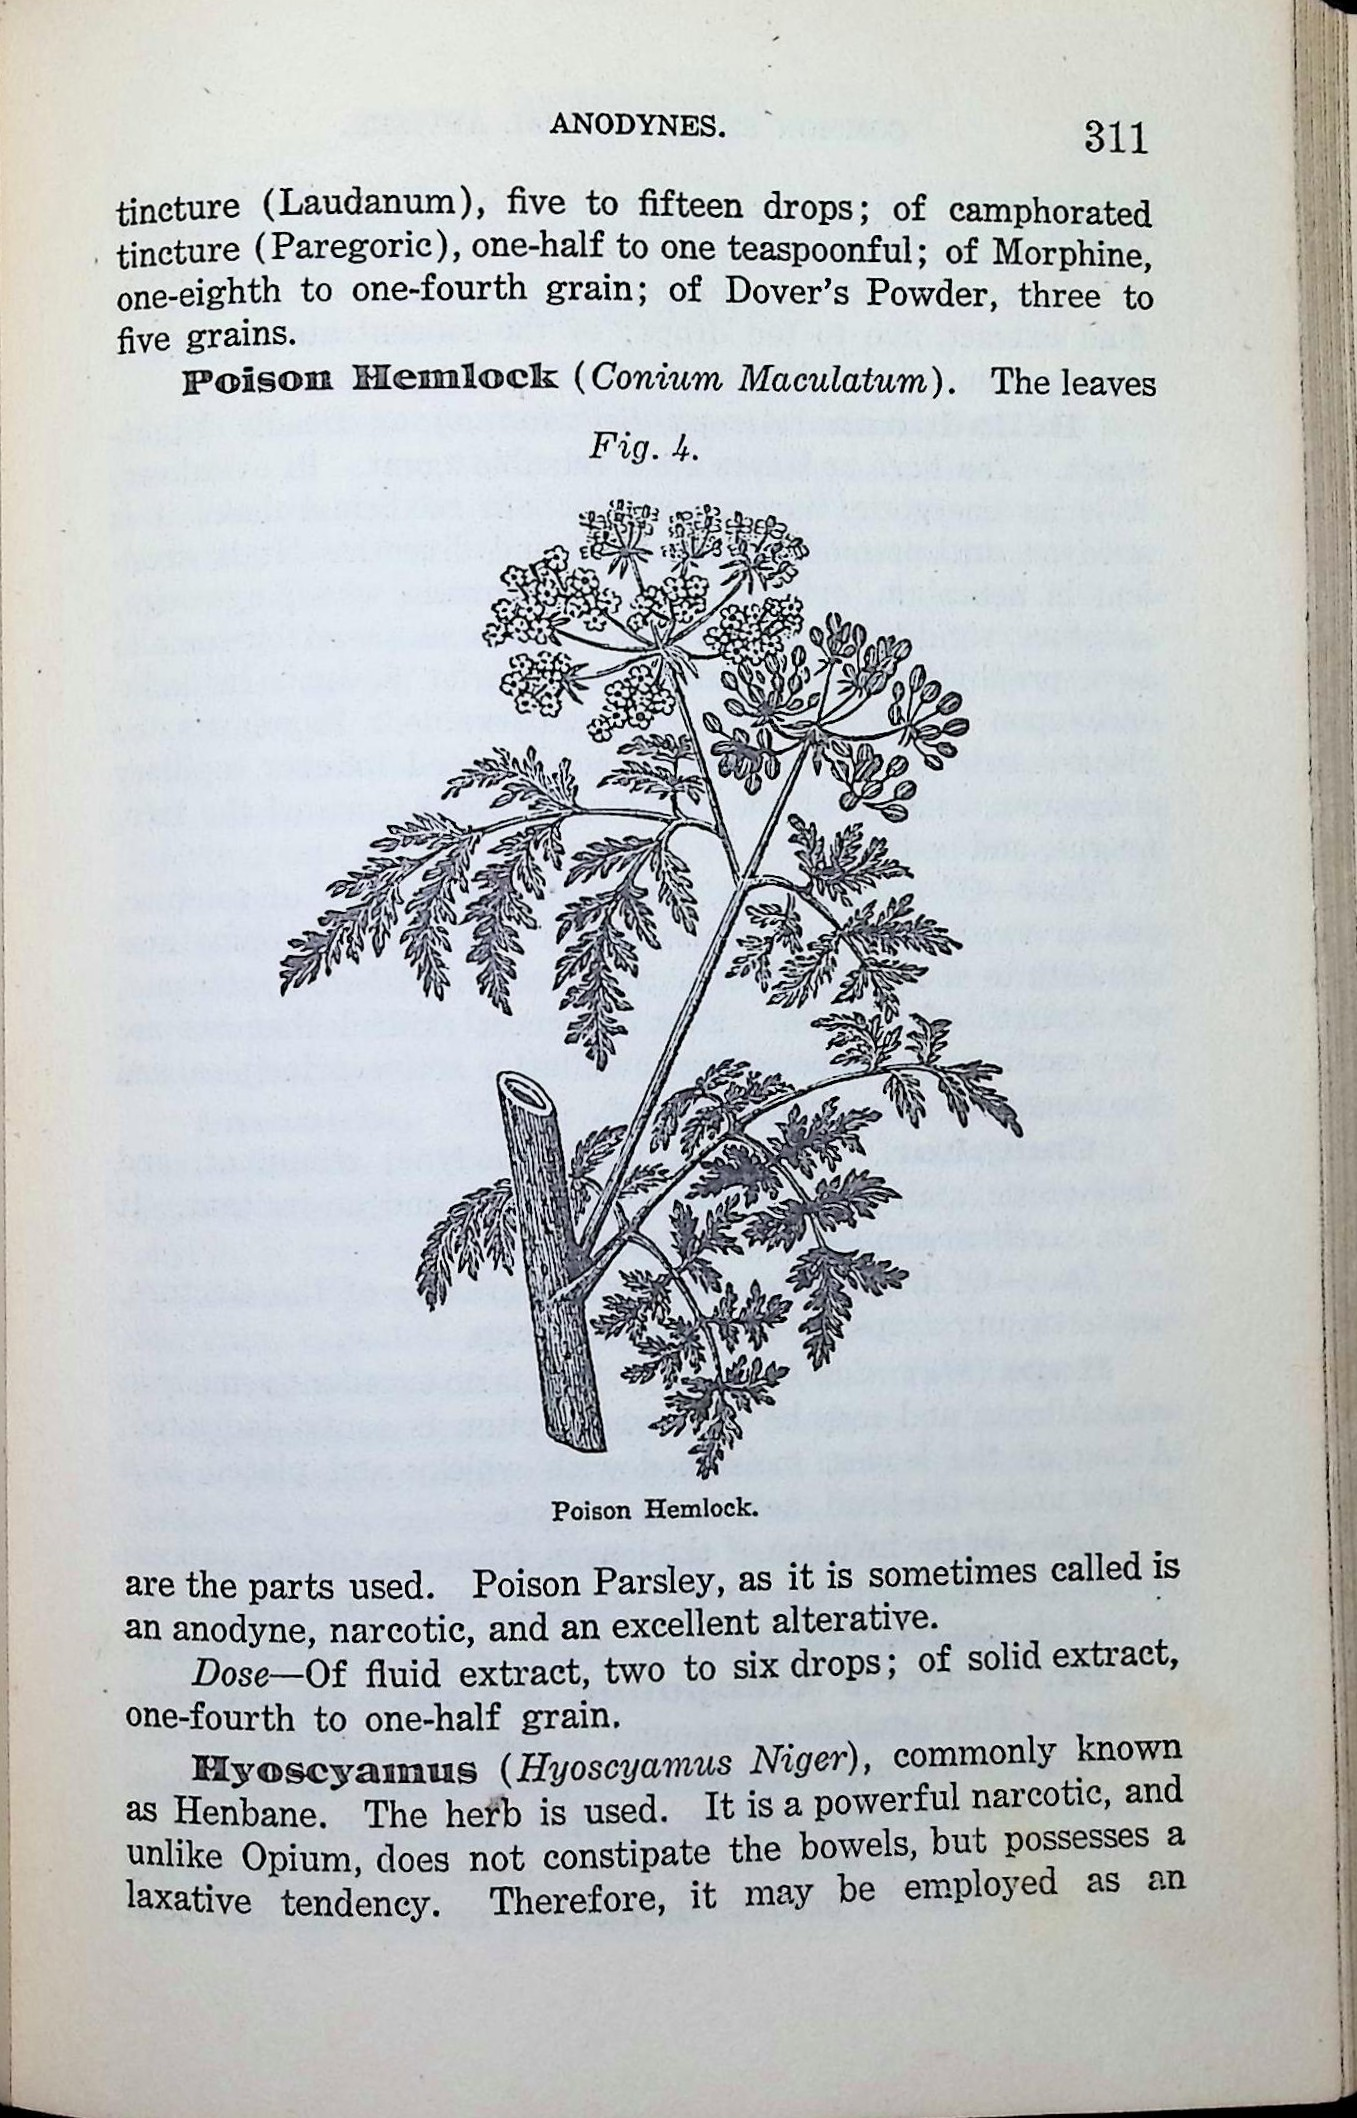 ANODYNES.
311
tincture (Laudanum), five to fifteen drops; of camphorated
tincture (Paregoric), one-half to one teaspoonful; of Morphine,
one-eighth to one-fourth grain; of Dover's Powder, three to
five grains.
Poison Hemlock (Conium Maculatum). The leaves
Fig. 4.
Poison Hemlock.
are the parts used. Poison Parsley, as it is sometimes called is
an anodyne, narcotic, and an excellent alterative.
Dose—Of fluid extract, two to six drops; of solid extract,
one-fourth to one-half grain.
Hyoscyamus (Hyoscyamus Niger), commonly known
as Henbane. The herb is used. It is a powerful narcotic, and
unlike Opium, does not constipate the bowels, but possesses a
laxative tendency. Therefore, it may be employed as an